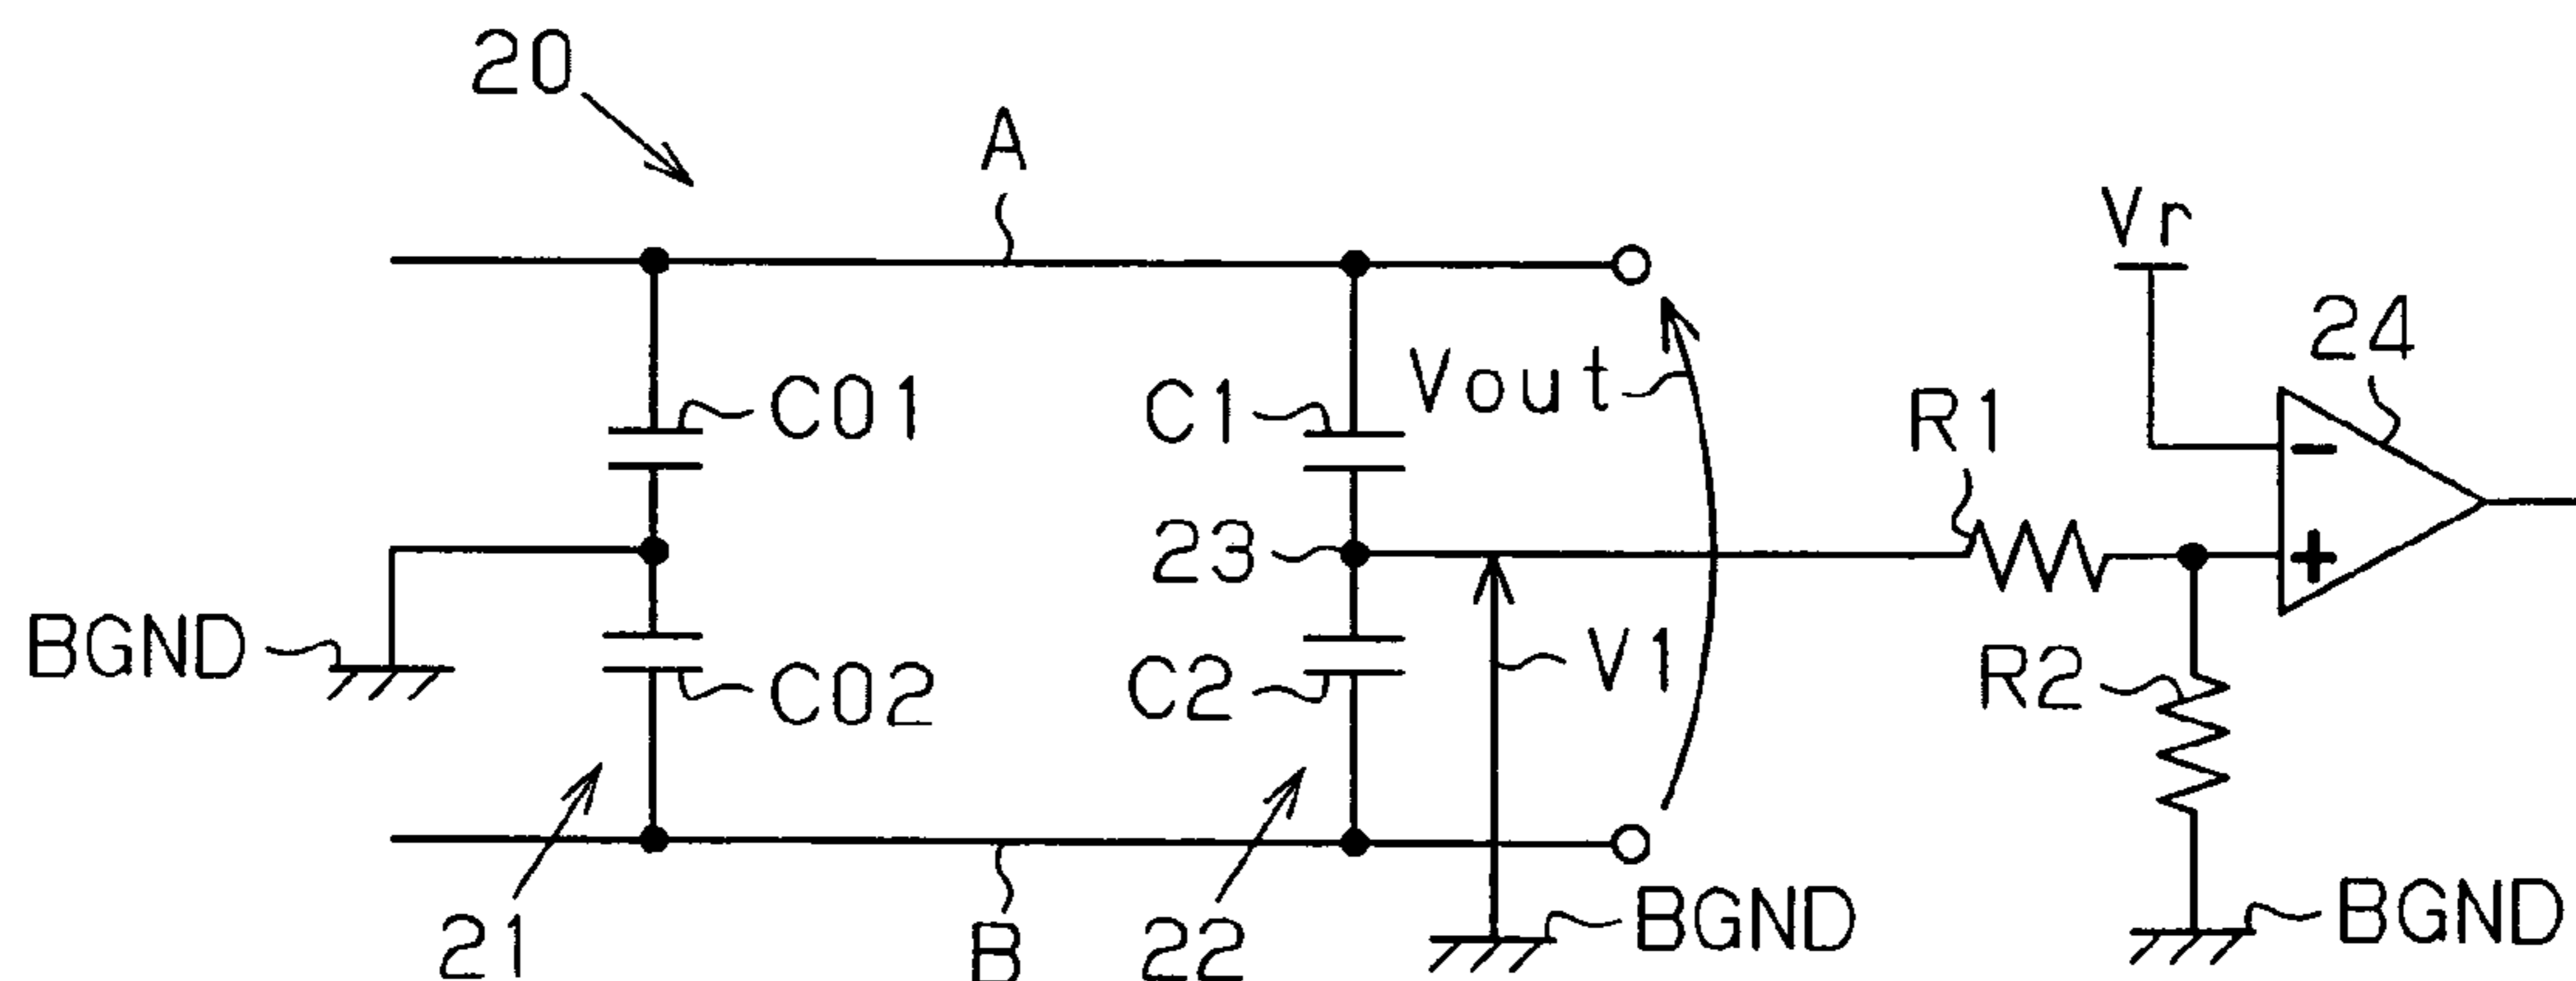 20
A
Vr
24
C01
C1
Vout
R1
23
BGND
C02
C2
V1
R2
21
B
22
BGND
BGND
-
+